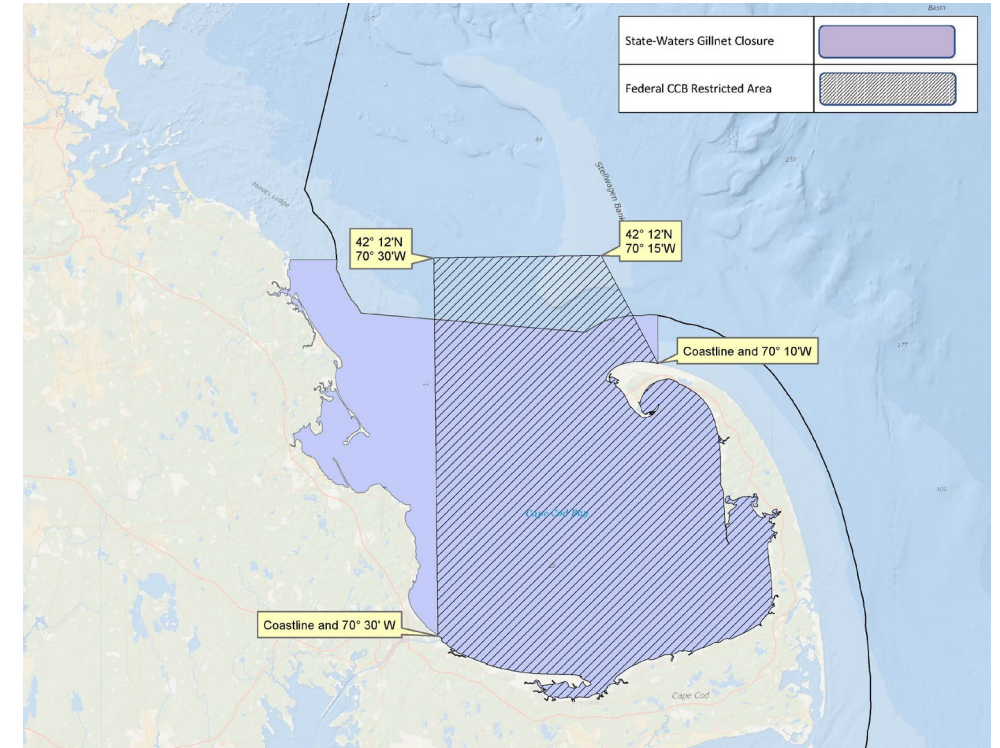 Basin
State-Waters Gillnet Closure
Federal CCB Restricted Area
Stellwagen Bank
42° 12'N
70° 30'W
42° 12'N
70° 15'W
Coastline and 70° 10'W
Cape Cod Bay
Coastline and 70° 30' W
Cape Cod